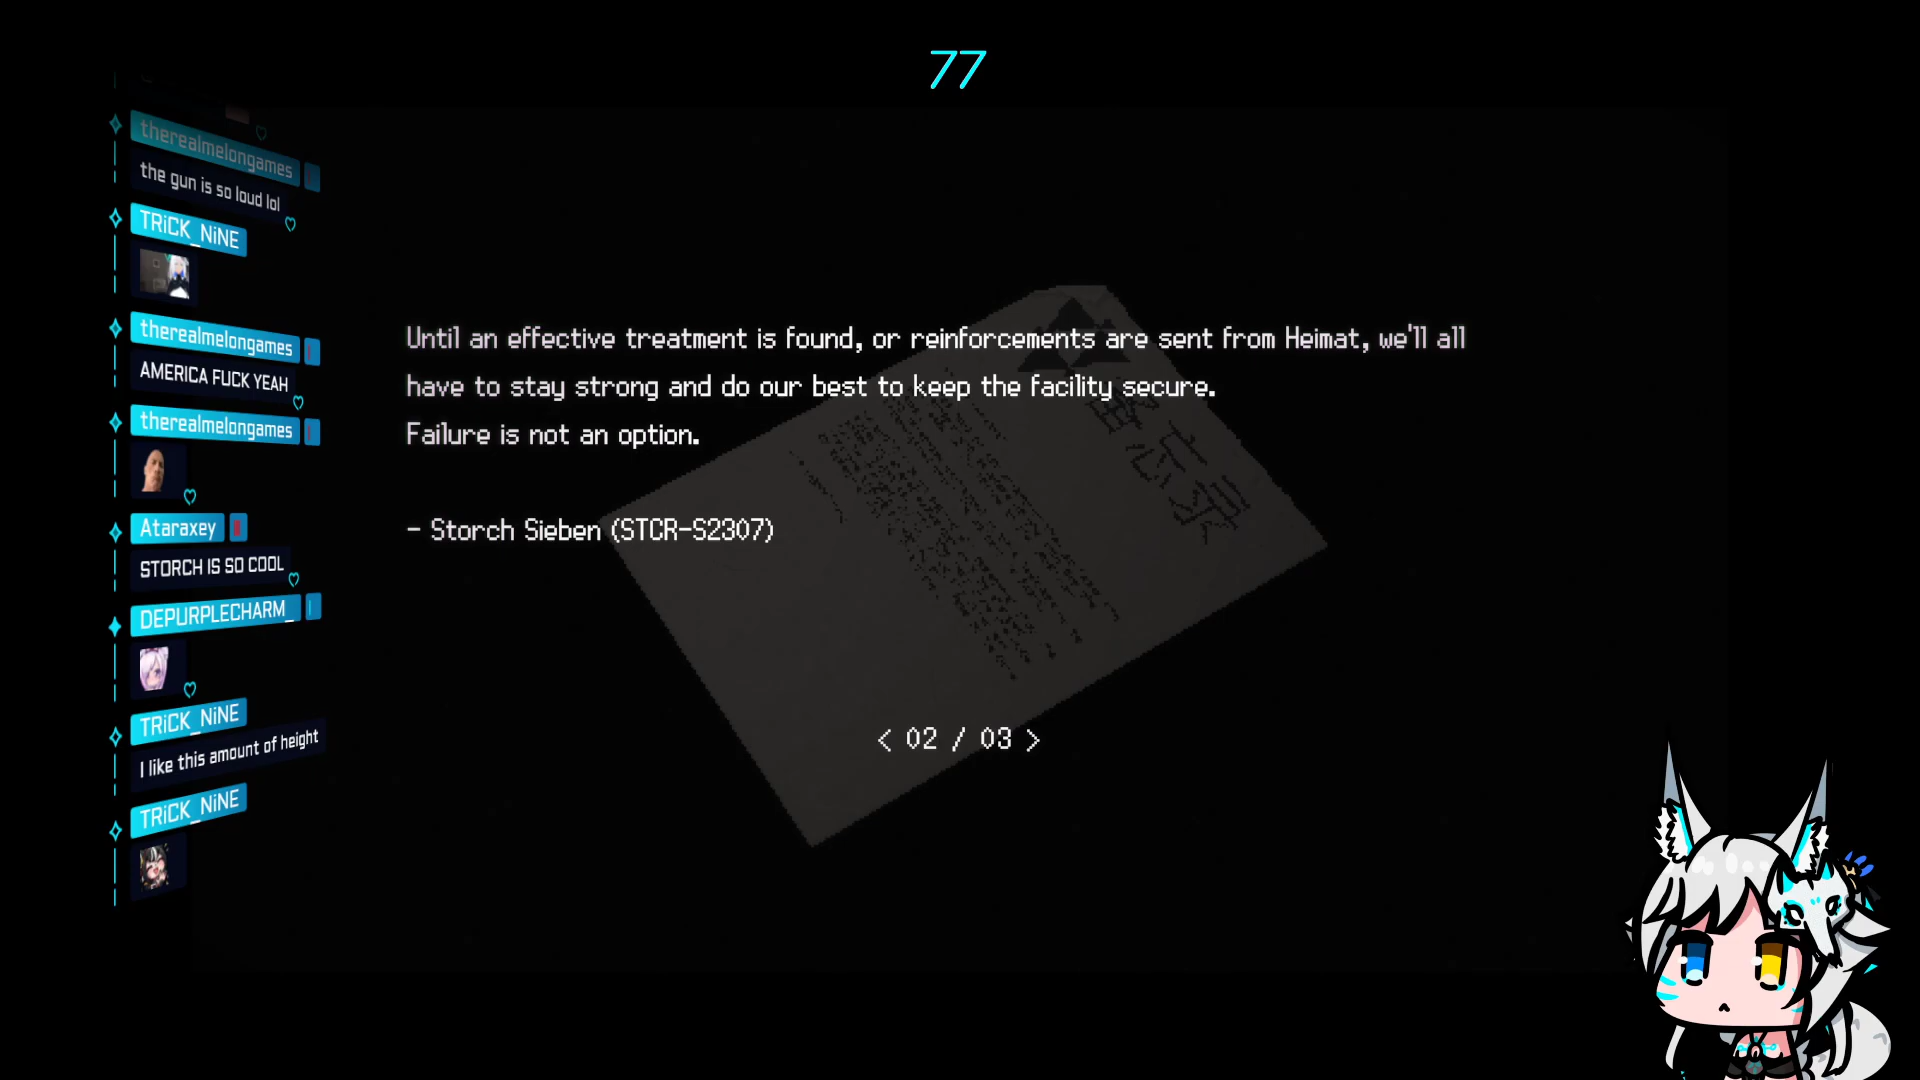 77
therealmelongames
the gun is so loud lol
TRiCK_NiNE
therealmelongames
AMERICA FUCK YEAH
therealmelongames
Ataraxey
STORCH IS SO COOL
DEPURPLECHARM_
TRiCK_NiNE
I like this amount of height
TRiCK_NiNE
Until an effective treatment is found, or reinforcements are sent from Heimat, we'll all
have to stay strong and do our best to keep the facility secure.
Failure is not an option.
- Storch Sieben (STCR-S2307)
备忘录
< 02 / 03 >